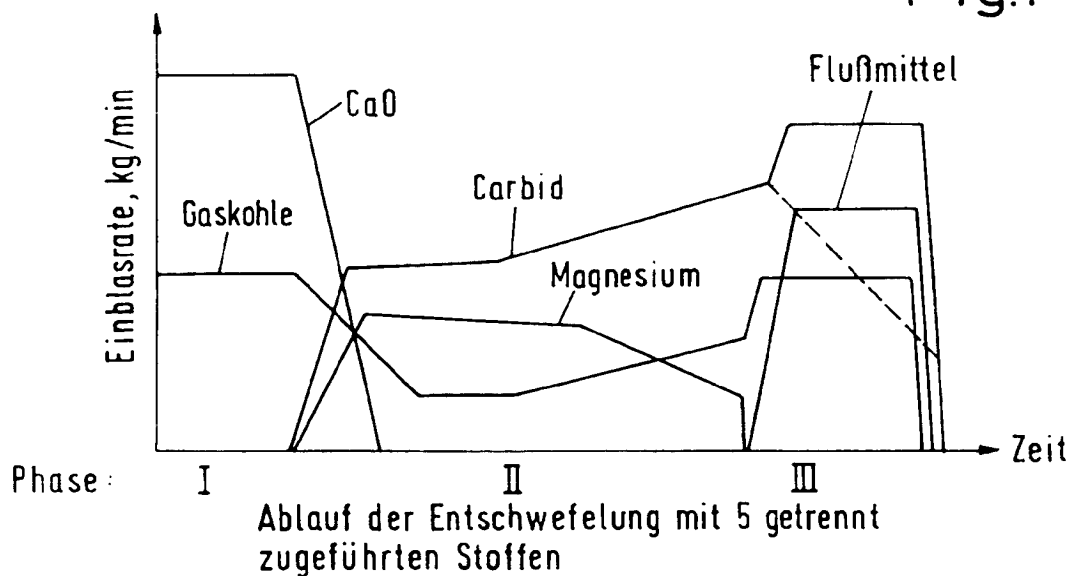 Fig.1
Einblasrate, kg/min
Flußmittel
CaO
Carbid
Gaskohle
Magnesium
Zeit
Phase: I II III
Ablauf der Entschwefelung mit 5 getrennt
zugeführten Stoffen